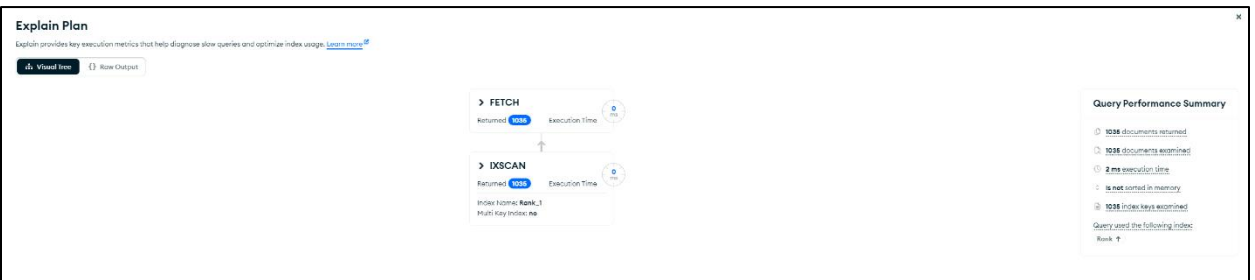 Explain Plan
Explain provides key execution metrics that help diagnose slow queries and optimize index usage. Learn more
Visual Tree {} Raw Output
FETCH
Returned 1035 Execution Time 0 ms
IXSCAN
Returned 1035 Execution Time 0 ms
Index Name: Rank_1
Multi Key Index: no
Query Performance Summary
1035 documents returned
1035 documents examined
2 ms execution time
Is not sorted in memory
1035 index keys examined
Query used the following index:
Rank ↑